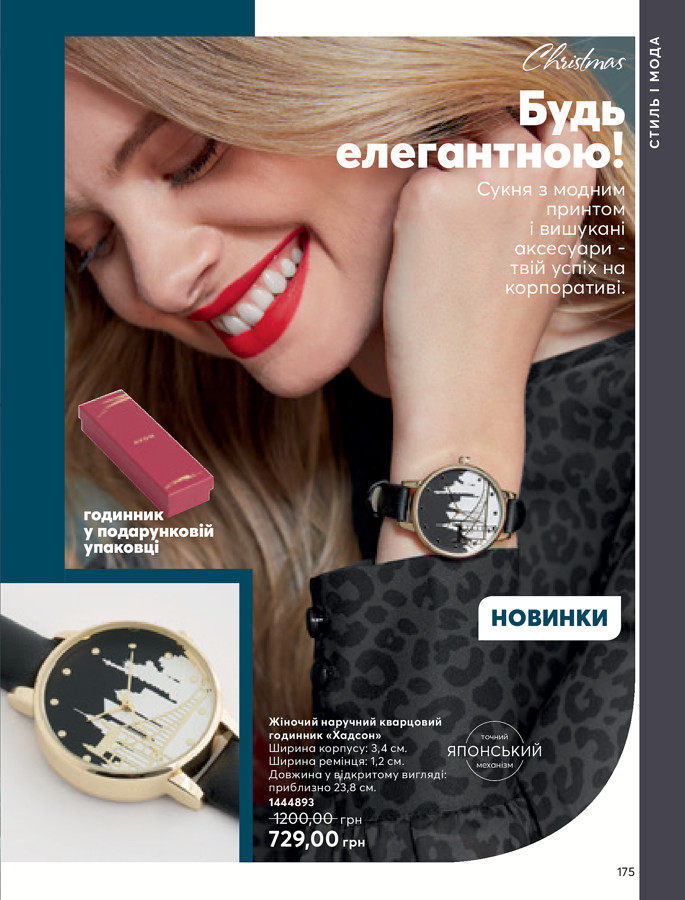 Christmas
Будь
елегантною!
Сукня з модним
принтом
і вишукані
аксесуари -
твій успіх на
корпоративі.
СТИЛЬ І МОДА
AVON
годинник
у подарунковій
упаковці
НОВИНКИ
Жіночий наручний кварцовий
годинник «Хадсон»
Ширина корпусу: 3,4 см.
Ширина ремінця: 1,2 см.
Довжина у відкритому вигляді:
приблизно 23,8 см.
1444893
1200,00 грн
729,00 грн
точний
ЯПОНСЬКИЙ
механізм
175